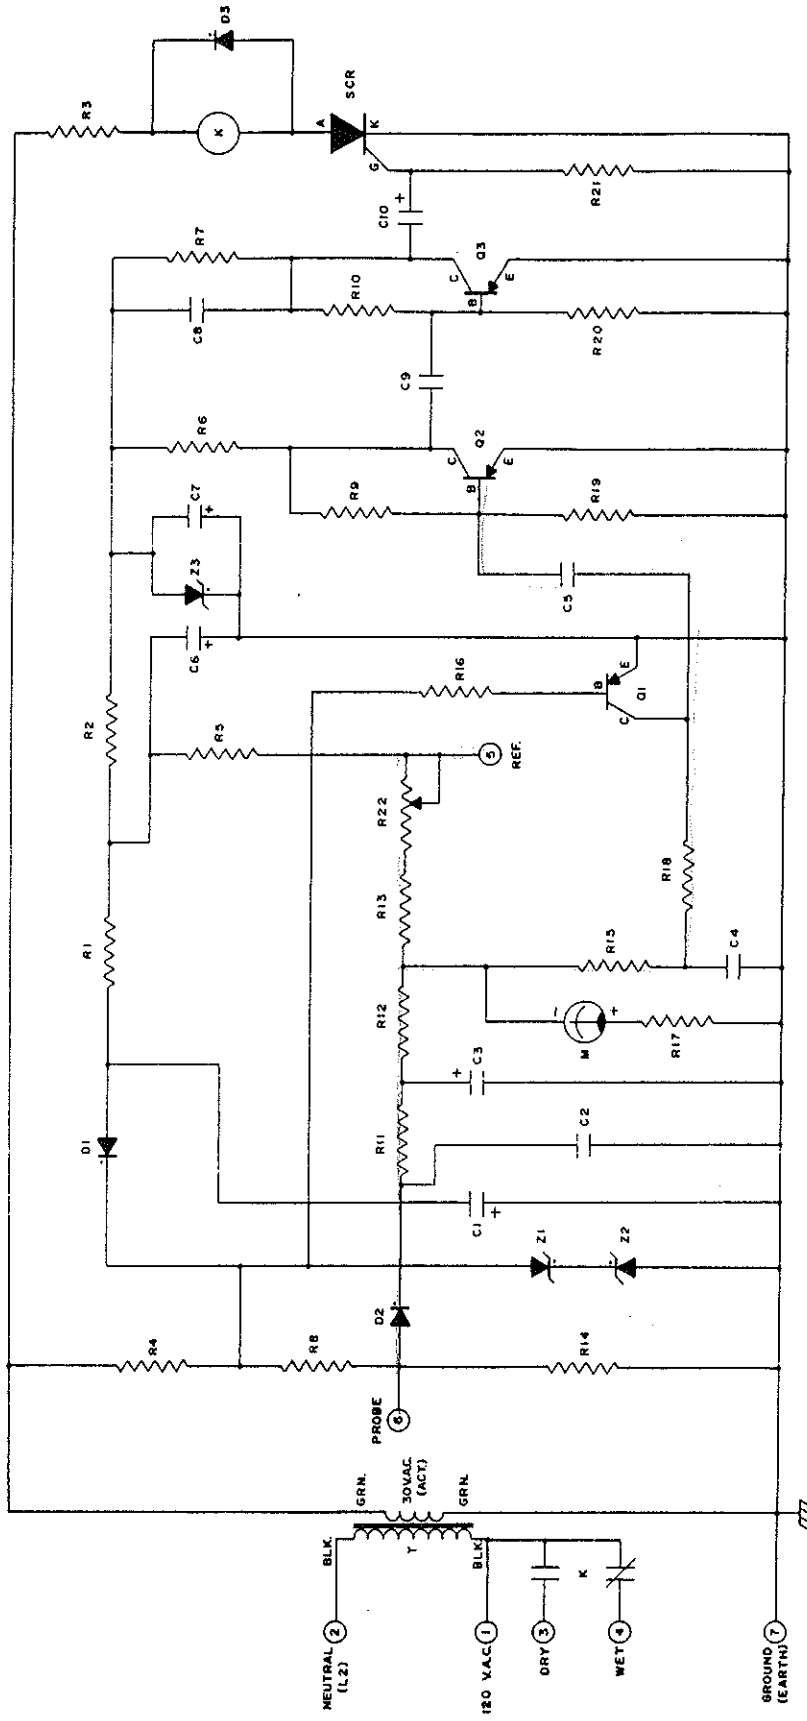 R3
D3
K
A
SCR
K
G
R21
C10
+
R7
C8
R10
C
Q3
B
E
R20
C9
R6
R9
C
Q2
B
E
R19
C7
+
Z3
C6
+
C5
R2
R5
R16
B
E
Q1
C
5
REF.
R22
R13
R18
R1
R12
R15
C4
-
M
+
R17
+
C3
D1
R11
C2
C1
+
Z1
Z2
R4
R8
D2
R14
PROBE
6
GRN.
30 V.A.C.
(ACT.)
GRN.
BLK.
T
BLK.
K
NEUTRAL 2
(L2)
120 V.A.C. 1
DRY 3
WET 4
GROUND 7
(EARTH)